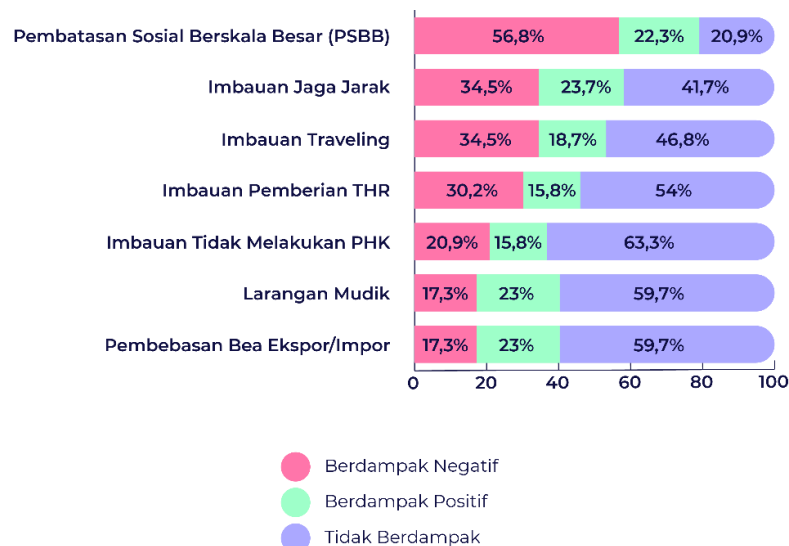 Pembatasan Sosial Berskala Besar (PSBB) 56,8% 22,3% 20,9%
Imbauan Jaga Jarak 34,5% 23,7% 41,7%
Imbauan Traveling 34,5% 18,7% 46,8%
Imbauan Pemberian THR 30,2% 15,8% 54%
Imbauan Tidak Melakukan PHK 20,9% 15,8% 63,3%
Larangan Mudik 17,3% 23% 59,7%
Pembebasan Bea Ekspor/Impor 17,3% 23% 59,7%
0 20 40 60 80 100
Berdampak Negatif
Berdampak Positif
Tidak Berdampak